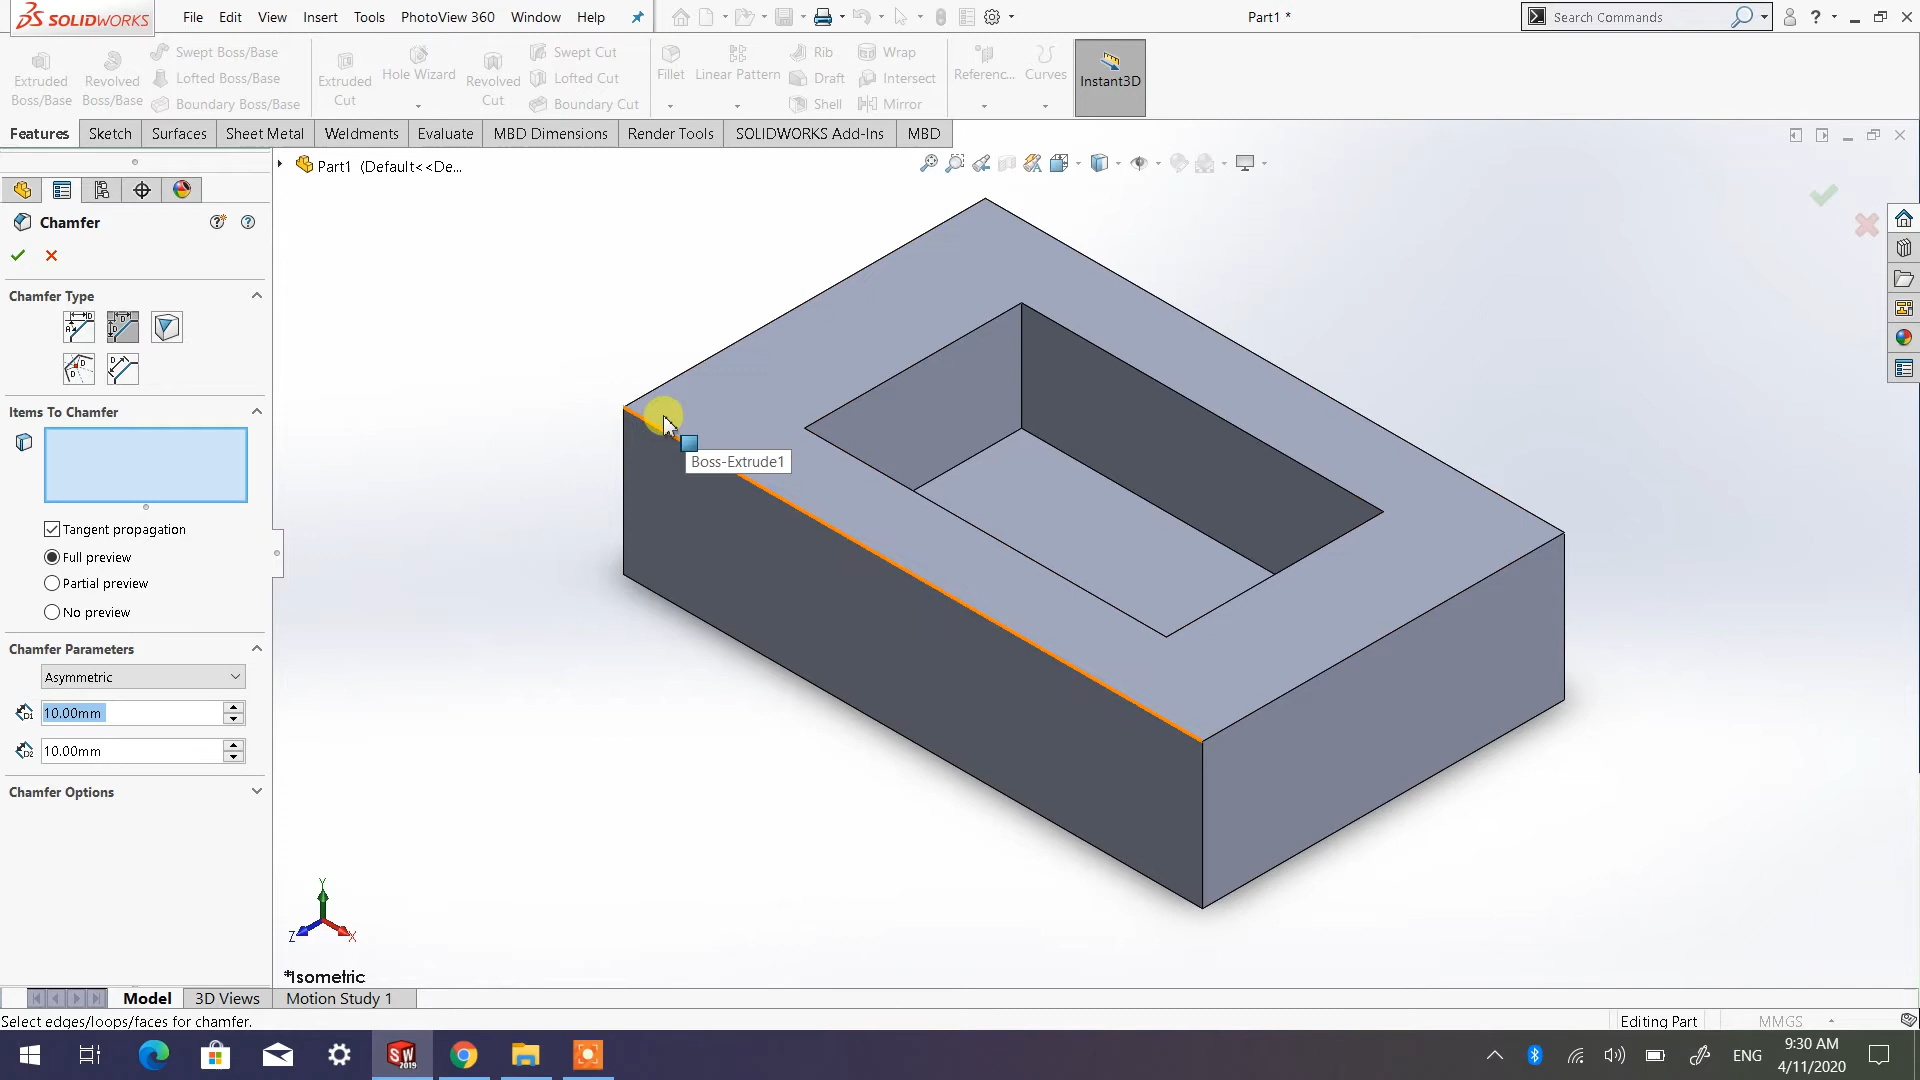 SOLIDWORKS
File Edit View Insert Tools PhotoView 360 Window Help
Part1 *
Search Commands
Extruded Boss/Base
Revolved Boss/Base
Swept Boss/Base
Lofted Boss/Base
Boundary Boss/Base
Extruded Cut
Hole Wizard
Revolved Cut
Swept Cut
Lofted Cut
Boundary Cut
Fillet
Linear Pattern
Rib
Draft
Shell
Wrap
Intersect
Mirror
Referenc...
Curves
Instant3D
Features Sketch Surfaces Sheet Metal Weldments Evaluate MBD Dimensions Render Tools SOLIDWORKS Add-Ins MBD
Part1 (Default<<De...
Chamfer
Chamfer Type
Items To Chamfer
Tangent propagation
Full preview
Partial preview
No preview
Chamfer Parameters
Asymmetric
10.00mm
10.00mm
Chamfer Options
Boss-Extrude1
Y
Z
X
*Isometric
Model 3D Views Motion Study 1
Select edges/loops/faces for chamfer.
Editing Part
MMGS
SW
2019
ENG
9:30 AM
4/11/2020